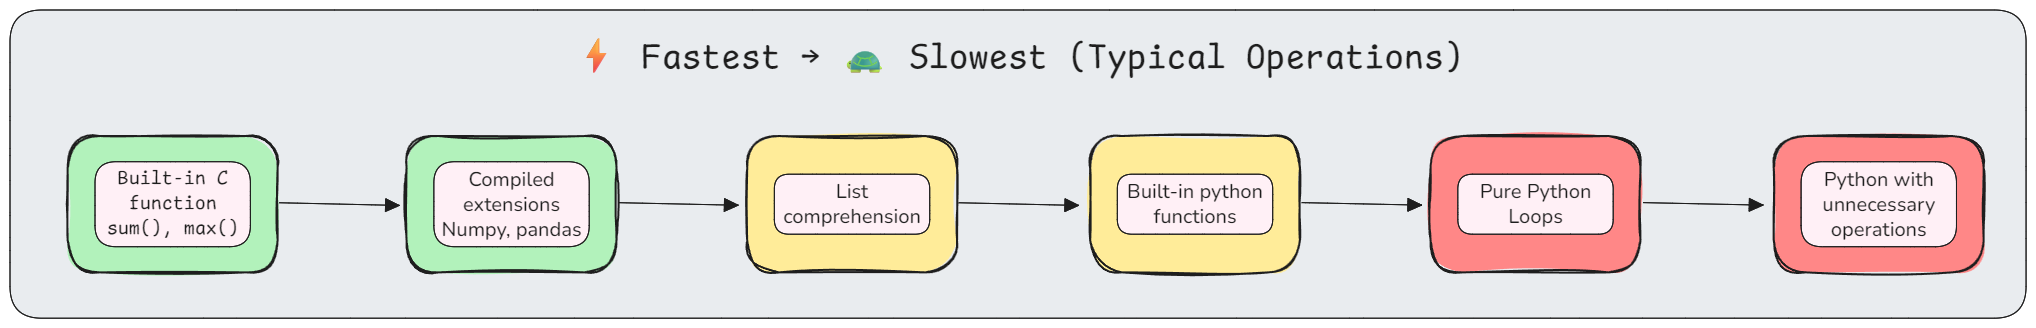 ⚡ Fastest → 🐢 Slowest (Typical Operations)
Built-in C
function
sum(), max()
Compiled
extensions
Numpy, pandas
List
comprehension
Built-in python
functions
Pure Python
Loops
Python with
unnecessary
operations